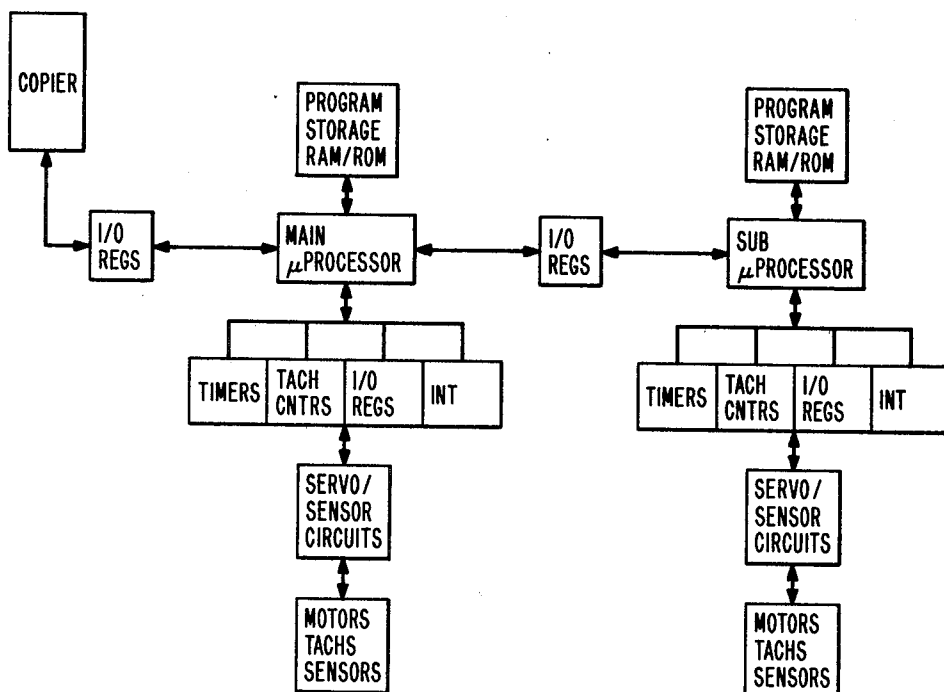 COPIER
PROGRAM
STORAGE
RAM/ROM
PROGRAM
STORAGE
RAM/ROM
I/O
REGS
MAIN
μPROCESSOR
I/O
REGS
SUB
μPROCESSOR
TIMERS
TACH
CNTRS
I/O
REGS
INT
TIMERS
TACH
CNTRS
I/O
REGS
INT
SERVO/
SENSOR
CIRCUITS
SERVO/
SENSOR
CIRCUITS
MOTORS
TACHS
SENSORS
MOTORS
TACHS
SENSORS